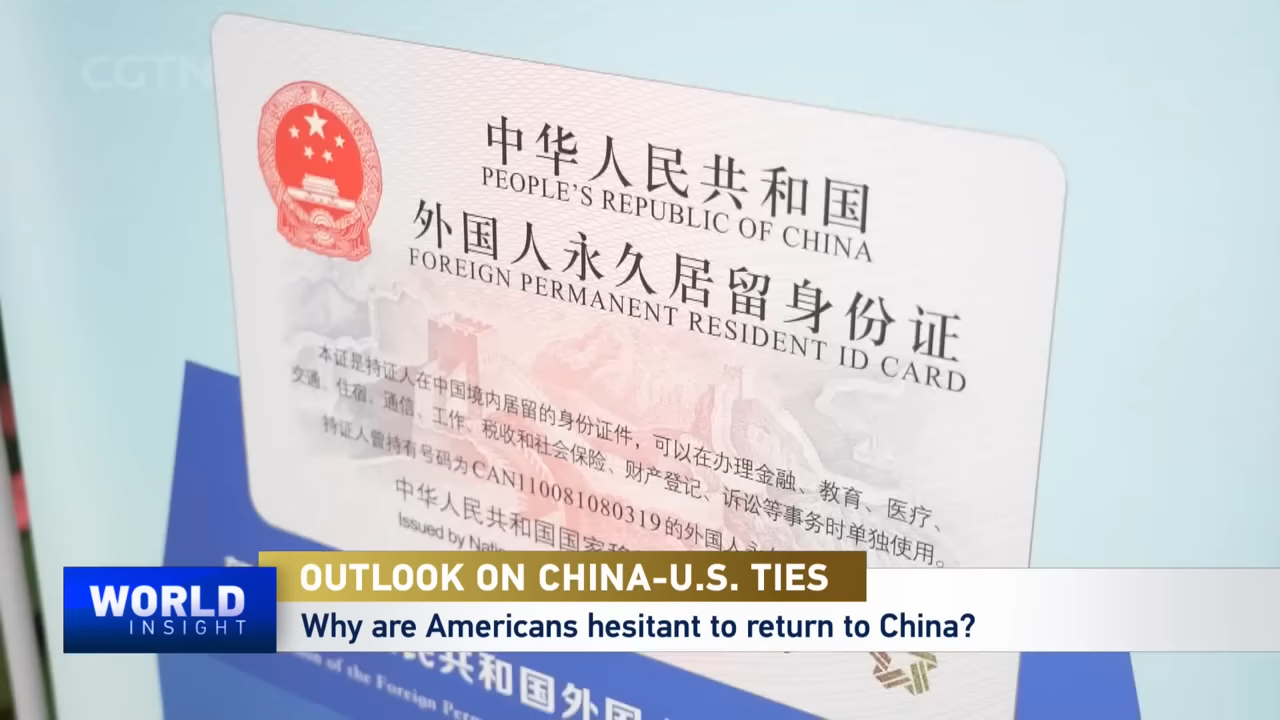 CGTN
中华人民共和国
PEOPLE'S REPUBLIC OF CHINA
外国人永久居留身份证
FOREIGN PERMANENT RESIDENT ID CARD
本证是持证人在中国境内居留的身份证件，可以在办理金融、教育、医疗、
交通、住宿、通信、工作、税收和社会保险、财产登记、诉讼等事务时单独使用。
持证人曾持有号码为CAN110081080319的外国人永
中华人民共和国国家移
Issued by
OUTLOOK ON CHINA-U.S. TIES
WORLD
INSIGHT
Why are Americans hesitant to return to China?
民共和国外国
of the Foreign